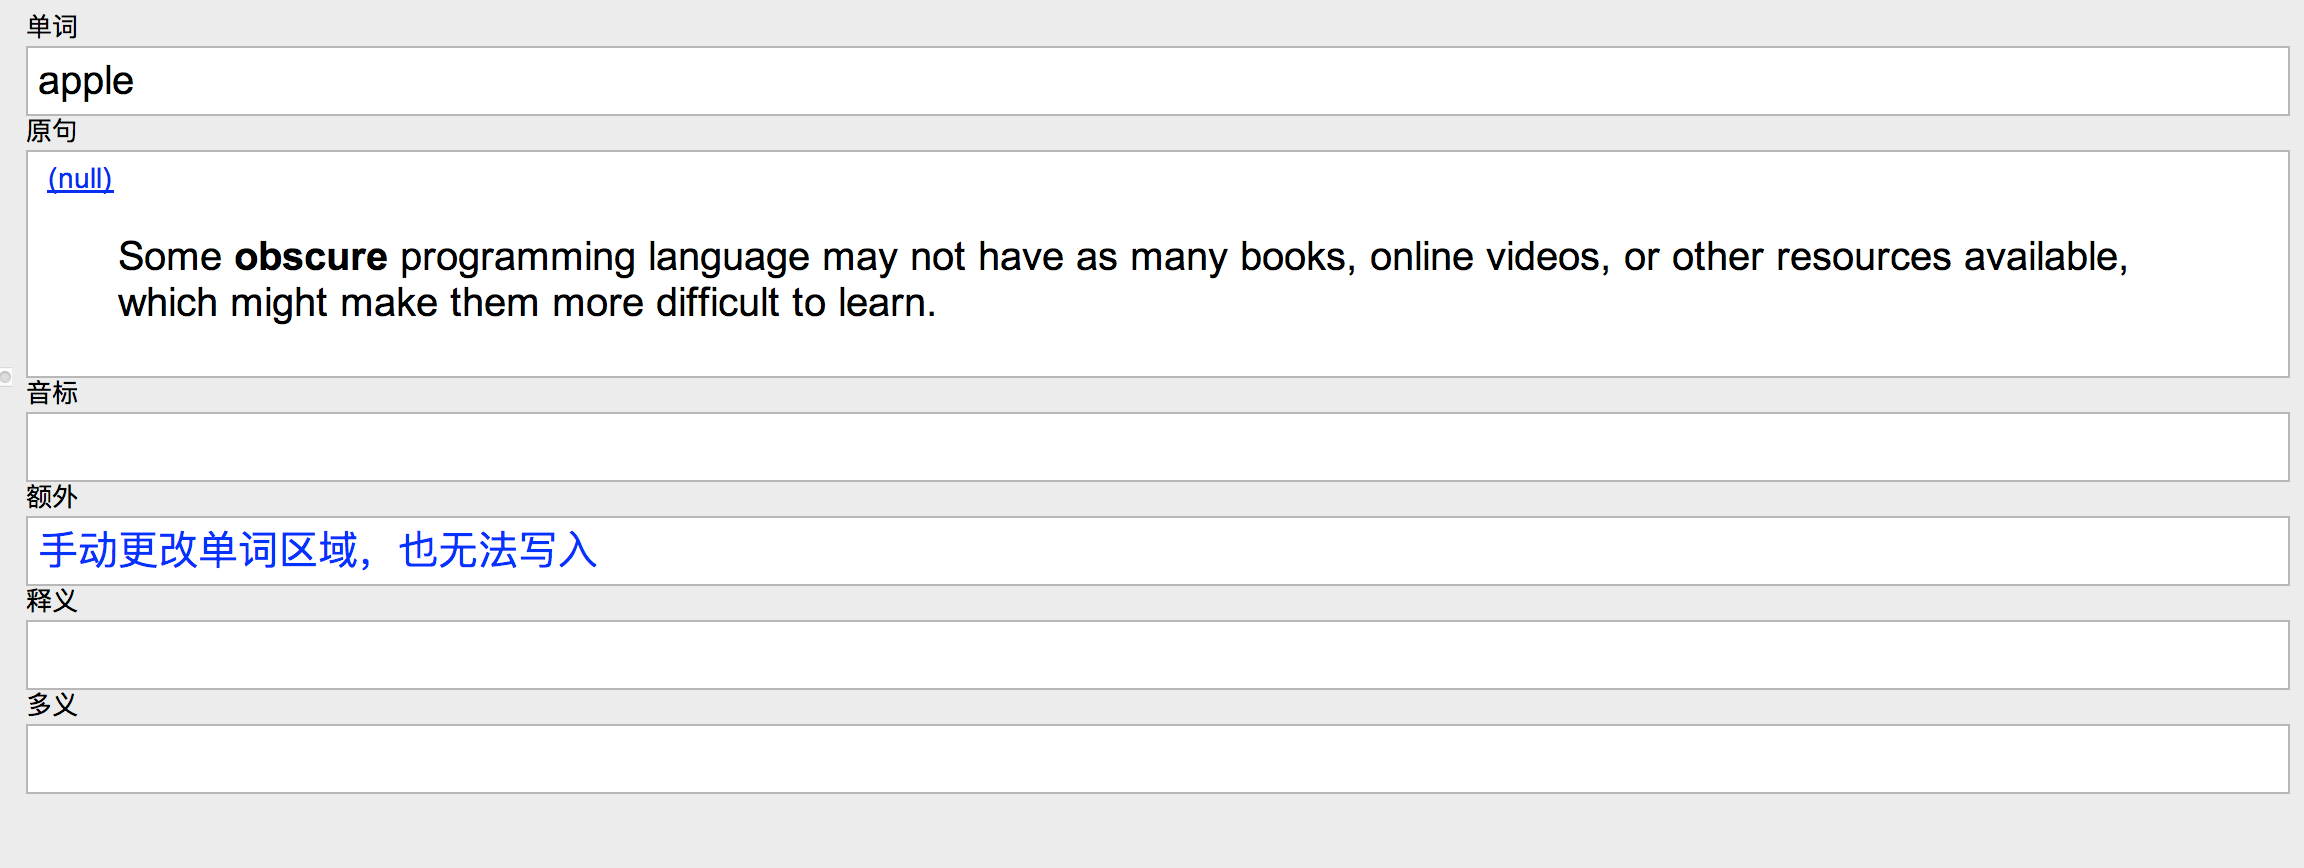 单词
apple
原句
(null)
Some obscure programming language may not have as many books, online videos, or other resources available,
which might make them more difficult to learn.
音标
额外
手动更改单词区域，也无法写入
释义
多义